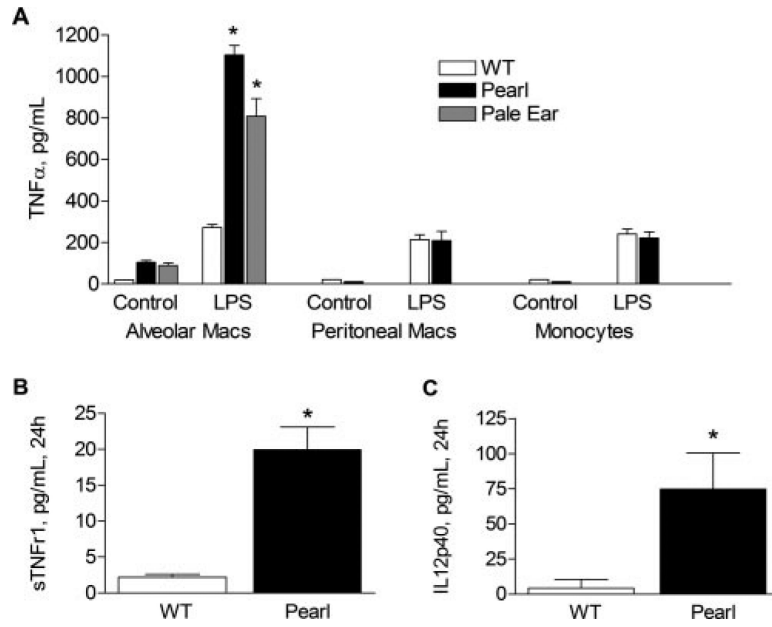 A
TNFα, pg/mL
1200
1000
800
600
400
200
0
*
*
WT
Pearl
Pale Ear
Control LPS Control LPS Control LPS
Alveolar Macs Peritoneal Macs Monocytes
B
sTNFr1, pg/mL, 24h
25
20
15
10
5
0
*
WT Pearl
C
IL12p40, pg/mL, 24h
125
100
75
50
25
0
*
WT Pearl